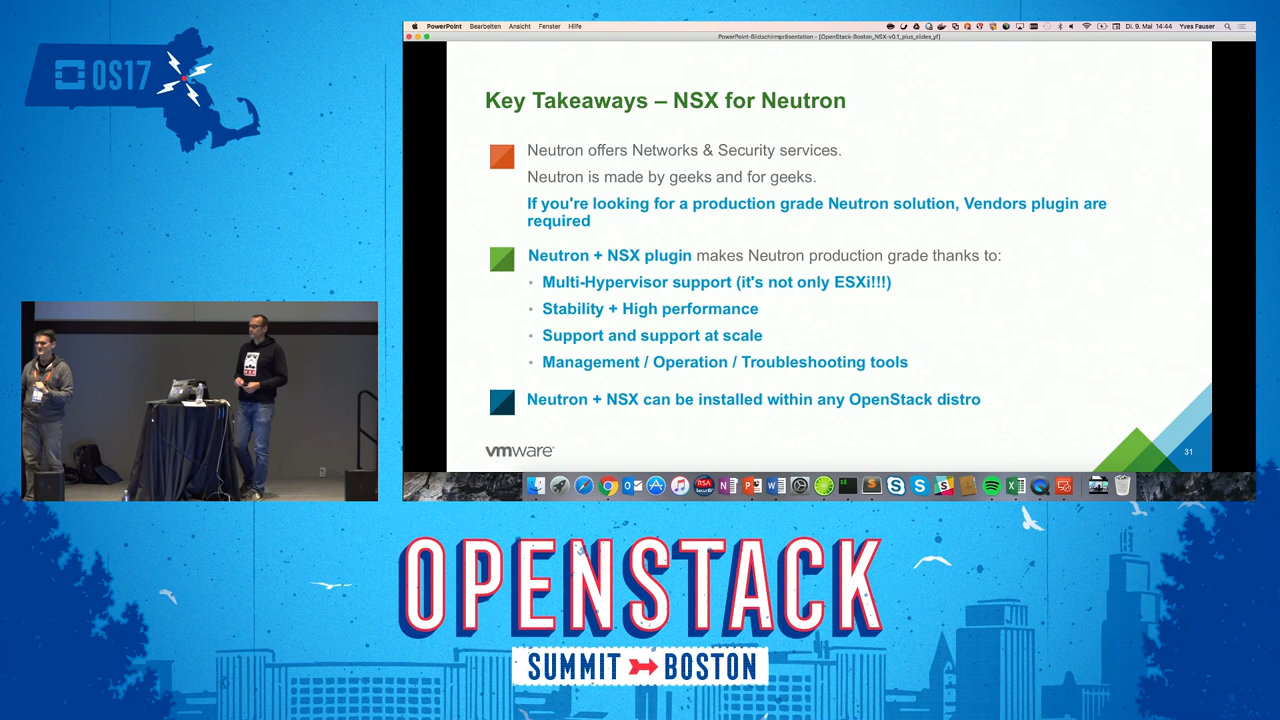 OS17
PowerPoint Bearbeiten Ansicht Fenster Hilfe
Di. 9. Mai 14:44 Yves Fauser
PowerPoint-Bildschirmpräsentation - [OpenStack-Boston_NSX-v0.1_plus_slides_yf]
Key Takeaways – NSX for Neutron
Neutron offers Networks & Security services.
Neutron is made by geeks and for geeks.
If you're looking for a production grade Neutron solution, Vendors plugin are
required
Neutron + NSX plugin makes Neutron production grade thanks to:
• Multi-Hypervisor support (it's not only ESXi!!!)
• Stability + High performance
• Support and support at scale
• Management / Operation / Troubleshooting tools
Neutron + NSX can be installed within any OpenStack distro
vmware
31
OPENSTACK
SUMMIT BOSTON